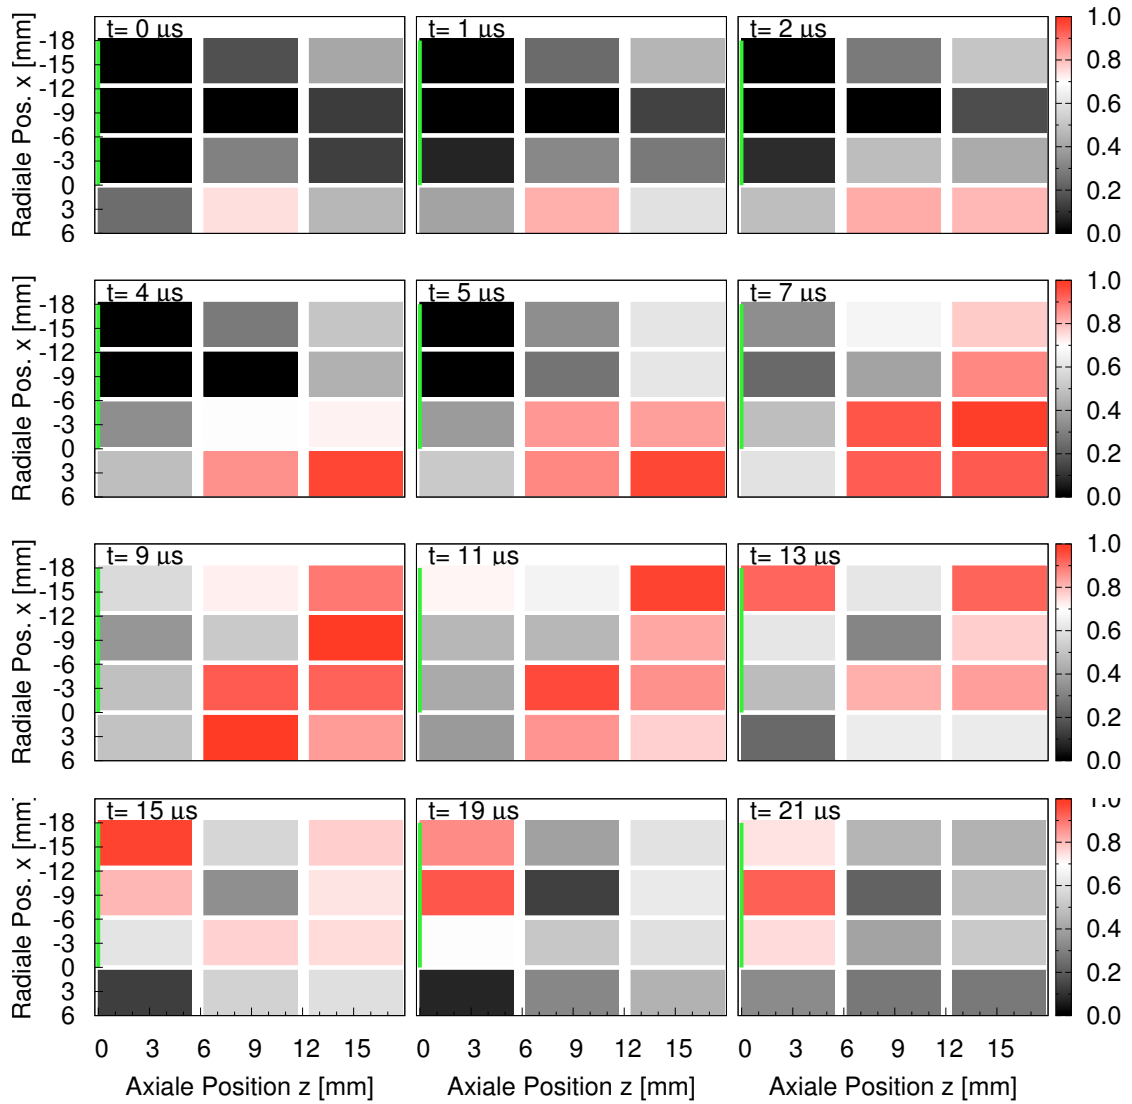 t= 0 µs
t= 1 µs
t= 2 µs
Radiale Pos. x [mm]
-18
-15
-12
-9
-6
-3
0
3
6
1.0
0.8
0.6
0.4
0.2
0.0
t= 4 µs
t= 5 µs
t= 7 µs
Radiale Pos. x [mm]
-18
-15
-12
-9
-6
-3
0
3
6
1.0
0.8
0.6
0.4
0.2
0.0
t= 9 µs
t= 11 µs
t= 13 µs
Radiale Pos. x [mm]
-18
-15
-12
-9
-6
-3
0
3
6
1.0
0.8
0.6
0.4
0.2
0.0
t= 15 µs
t= 19 µs
t= 21 µs
Radiale Pos. x [mm]
-18
-15
-12
-9
-6
-3
0
3
6
1.0
0.8
0.6
0.4
0.2
0.0
0 3 6 9 12 15
0 3 6 9 12 15
0 3 6 9 12 15
Axiale Position z [mm]
Axiale Position z [mm]
Axiale Position z [mm]